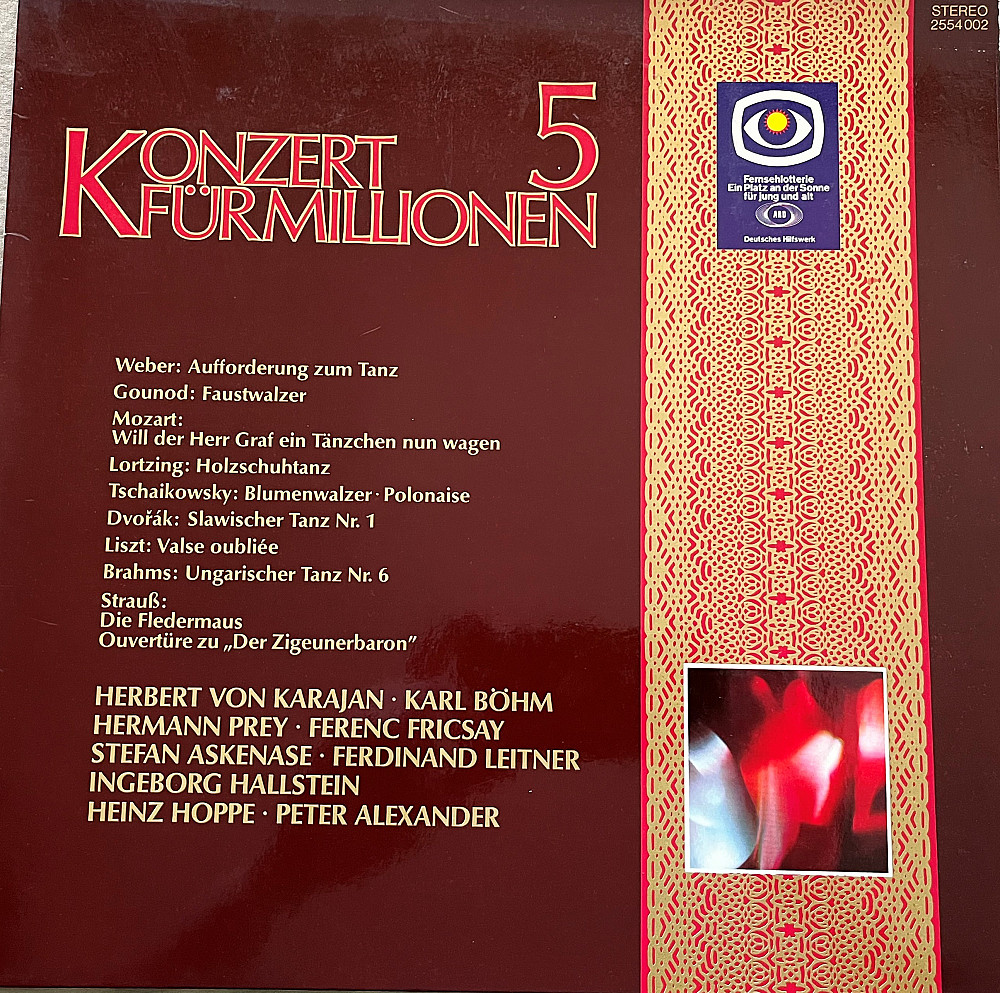 STEREO
2554 002
5
KONZERT
FÜR MILLIONEN
Fernsehlotterie
Ein Platz an der Sonne
für jung und alt
ARD
Deutsches Hilfswerk
Weber: Aufforderung zum Tanz
Gounod: Faustwalzer
Mozart:
Will der Herr Graf ein Tänzchen nun wagen
Lortzing: Holzschuhtanz
Tschaikowsky: Blumenwalzer · Polonaise
Dvořák: Slawischer Tanz Nr. 1
Liszt: Valse oubliée
Brahms: Ungarischer Tanz Nr. 6
Strauß:
Die Fledermaus
Ouvertüre zu „Der Zigeunerbaron”
HERBERT VON KARAJAN · KARL BÖHM
HERMANN PREY · FERENC FRICSAY
STEFAN ASKENASE · FERDINAND LEITNER
INGEBORG HALLSTEIN
HEINZ HOPPE · PETER ALEXANDER